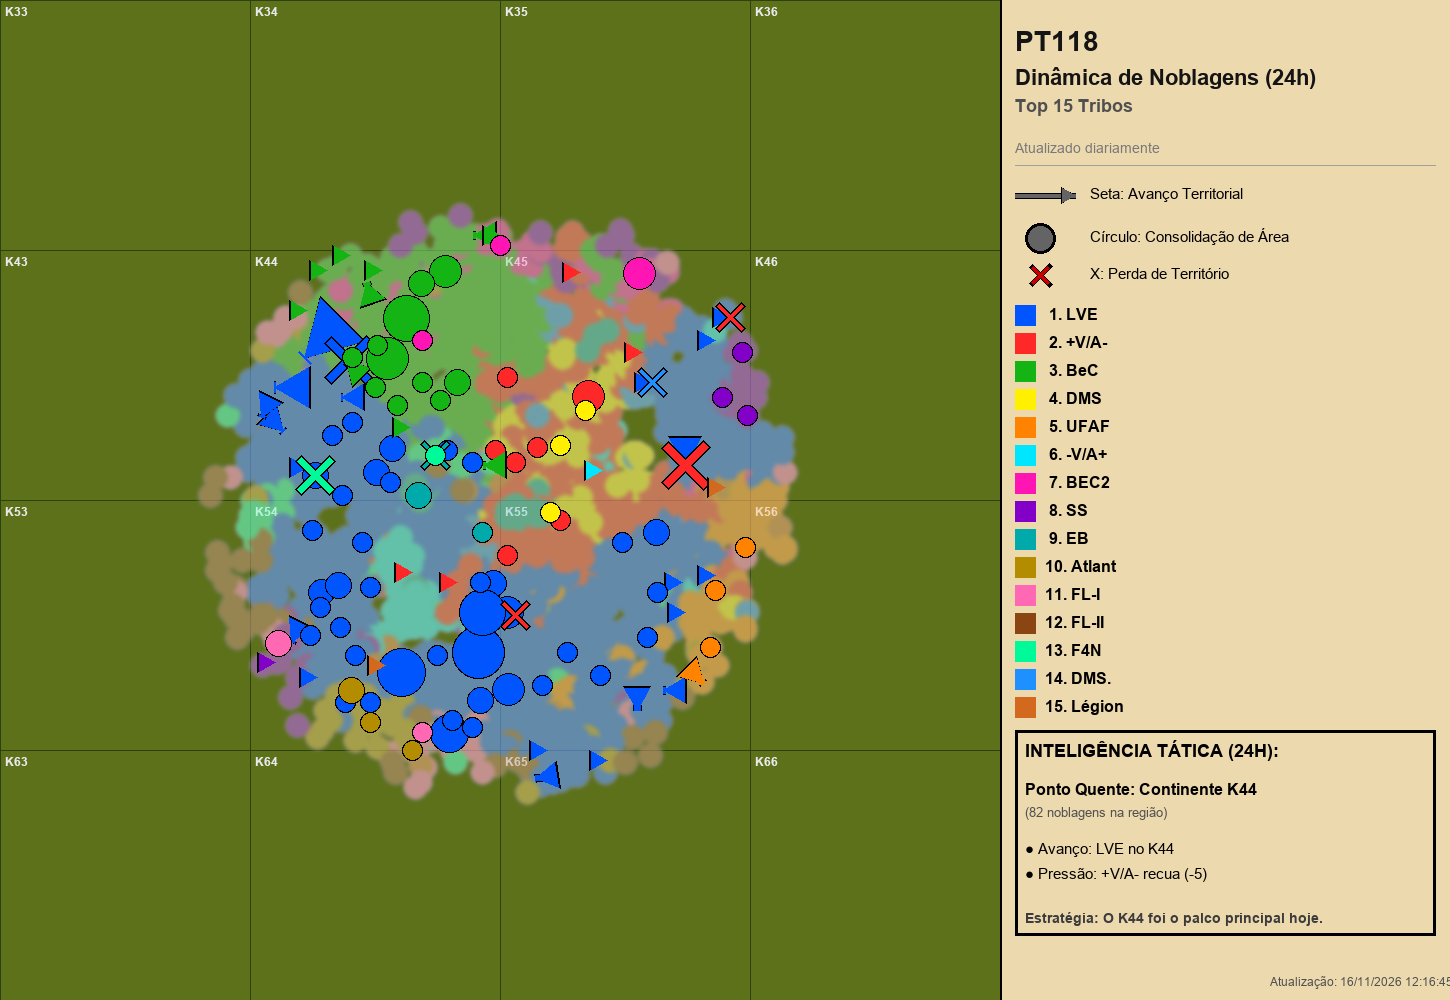 K33
K34
K35
K36
K43
K44
K45
K46
K53
K54
K55
K56
K63
K64
K65
K66
PT118
Dinâmica de Noblagens (24h)
Top 15 Tribos
Atualizado diariamente
Seta: Avanço Territorial
Círculo: Consolidação de Área
X: Perda de Território
1. LVE
2. +V/A-
3. BeC
4. DMS
5. UFAF
6. -V/A+
7. BEC2
8. SS
9. EB
10. Atlant
11. FL-I
12. FL-II
13. F4N
14. DMS.
15. Légion
INTELIGÊNCIA TÁTICA (24H):
Ponto Quente: Continente K44
(82 noblagens na região)
● Avanço: LVE no K44
● Pressão: +V/A- recua (-5)
Estratégia: O K44 foi o palco principal hoje.
Atualização: 16/11/2026 12:16:45